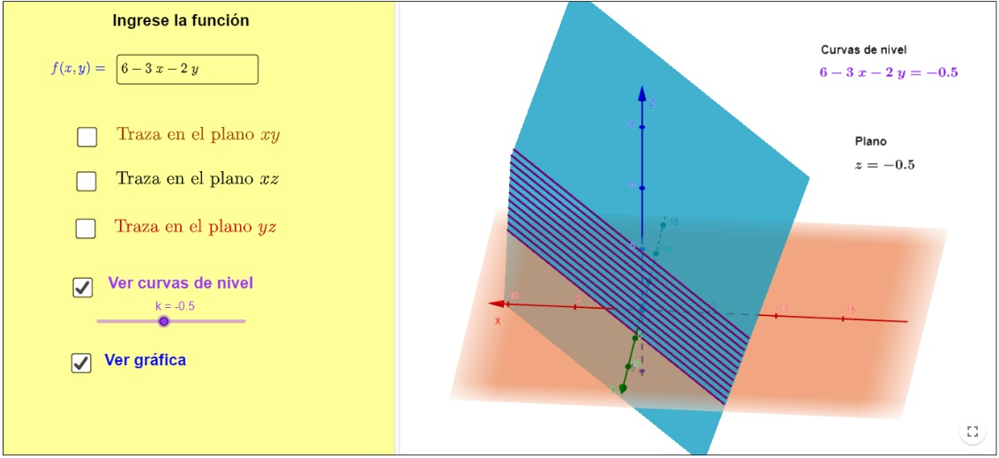 Ingrese la función
f(x, y) = 6 − 3 x − 2 y
Traza en el plano xy
Traza en el plano xz
Traza en el plano yz
Ver curvas de nivel
k = -0.5
Ver gráfica
Curvas de nivel
6 − 3 x − 2 y = −0.5
Plano
z = −0.5
15
X